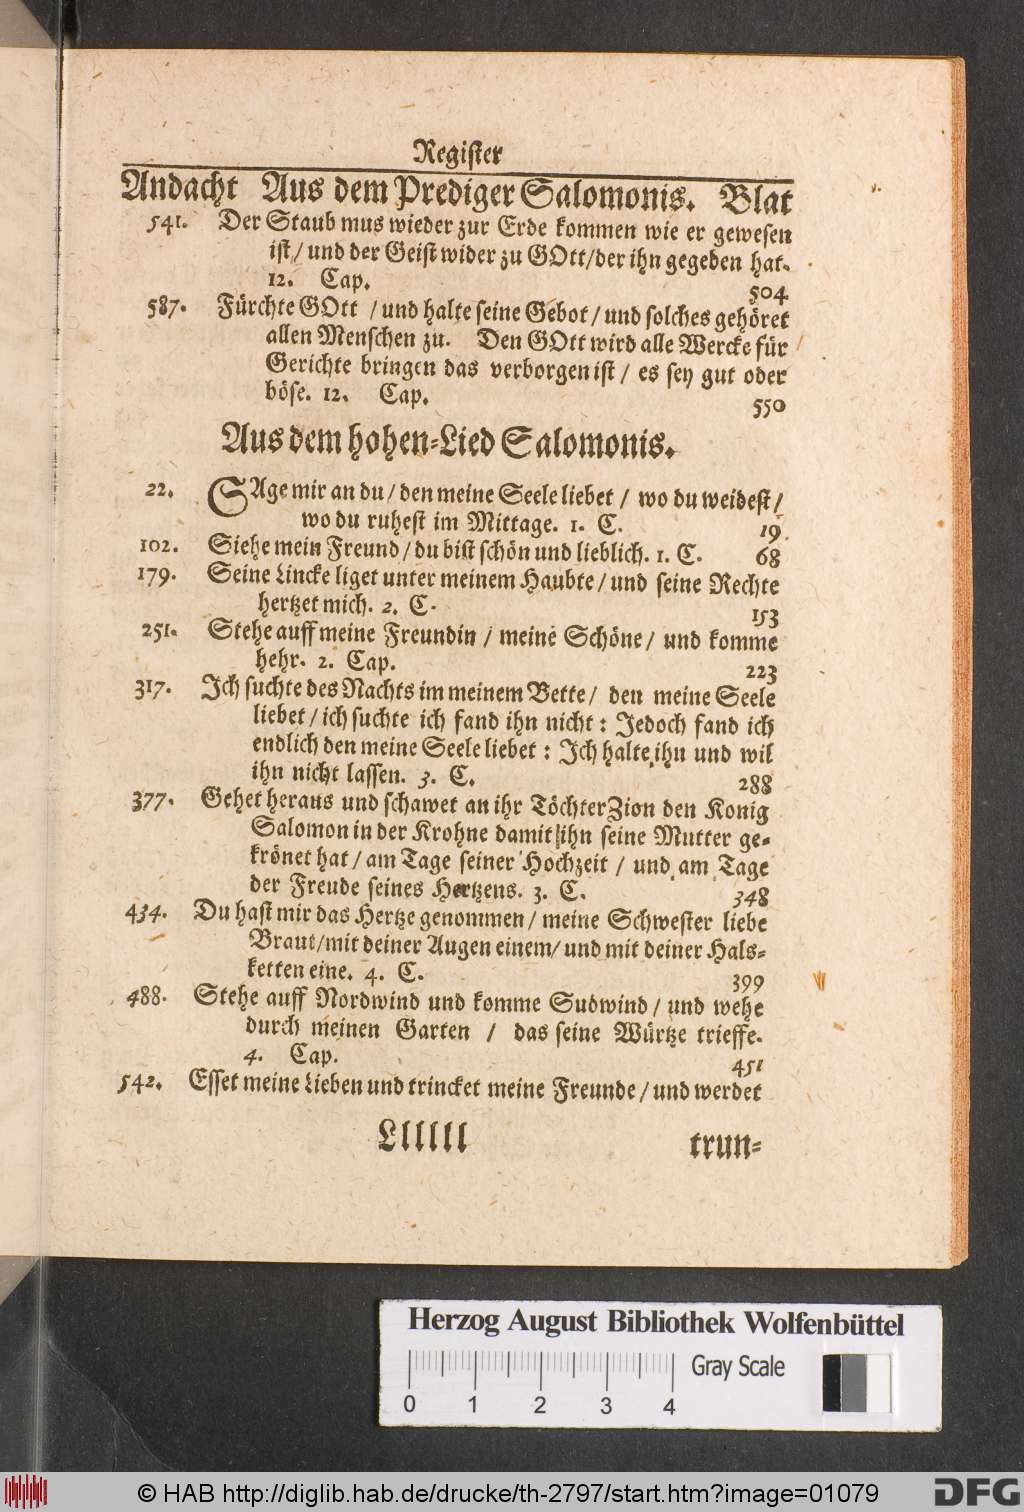 Register
Andacht Aus dem Prediger Salomonis. Blat
541. Der Staub mus wieder zur Erde kommen wie er gewesen
ist / und der Geist wider zu GOtt / der ihn gegeden hat.
12. Cap. 504
587. Fürchte GOtt / und halte seine Gebot / und solches gehöret
allen Menschen zu. Den GOtt wird alle Wercke für
Gerichte bringen das verborgen ist / es sey gut oder
böse. 12. Cap. 550
Aus dem hohen-Lied Salomonis.
22. SAge mir an du / den meine Seele liebet / wo du weidest /
wo du ruhest im Mittage. 1. C. 19
102. Siehe mein Freund / du bist schön und lieblich. 1. C. 68
179. Seine Lincke liget unter meinem Haubte / und seine Rechte
hertzet mich. 2. C. 153
251. Stehe auff meine Freundin / meine Schöne / und komme
hehr. 2. Cap. 223
317. Ich suchte des Nachts im meinem Bette / den meine Seele
liebet / ich suchte ich fand ihn nicht : Jedoch fand ich
endlich den meine Seele liebet : Ich halte ihn und wil
ihn nicht lassen. 3. C. 288
377. Gehet heraus und schawet an ihr Töchter Zion den Konig
Salomon in der Krohne damit ihn seine Mutter ge-
krönet hat / am Tage seiner Hochzeit / und am Tage
der Freude seines Hertzens. 3. C. 348
434. Du hast mir das Hertze genommen / meine Schwester liebe
Braut / mit deiner Augen einem / und mit deiner Hals-
ketten eine. 4. C. 399
488. Stehe auff Nordwind und komme Sudwind / und wehe
durch meinen Garten / das seine Würtze trieffe.
4. Cap. 451
542. Esset meine Lieben und trincket meine Freunde / und werdet
Llllll trun-
Herzog August Bibliothek Wolfenbüttel
Gray Scale
0 1 2 3 4
© HAB http://diglib.hab.de/drucke/th-2797/start.htm?image=01079
DFG